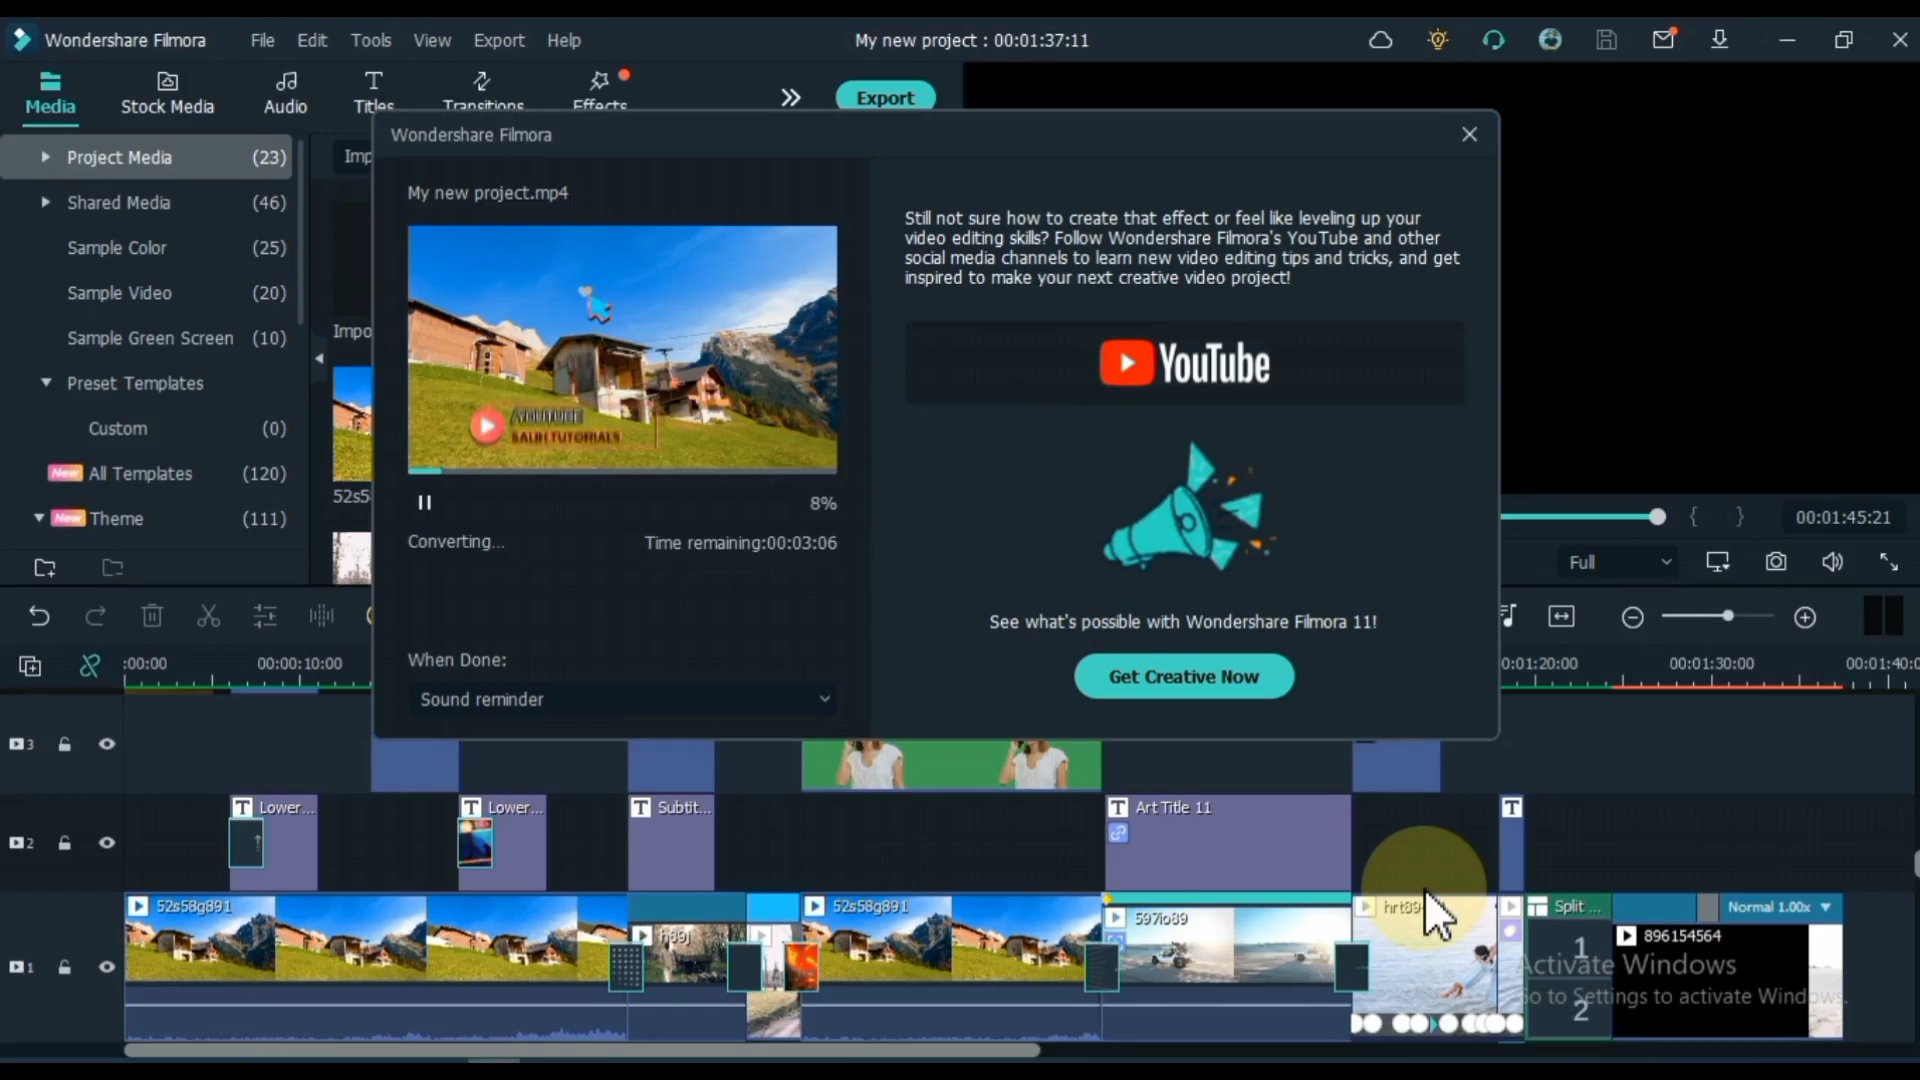 Wondershare Filmora
File Edit Tools View Export Help
My new project : 00:01:37:11
Media
Stock Media
Audio
Titles
Transitions
Effects
Export
Project Media (23)
Shared Media (46)
Sample Color (25)
Sample Video (20)
Sample Green Screen (10)
Preset Templates
Custom (0)
New All Templates (120)
New Theme (111)
Imp
Impo
52s5
Wondershare Filmora
My new project.mp4
YOUTUBE
SALIH TUTORIALS
8%
Converting...
Time remaining:00:03:06
When Done:
Sound reminder
Still not sure how to create that effect or feel like leveling up your
video editing skills? Follow Wondershare Filmora's YouTube and other
social media channels to learn new video editing tips and tricks, and get
inspired to make your next creative video project!
YouTube
See what's possible with Wondershare Filmora 11!
Get Creative Now
{ } 00:01:45:21
Full
:00:00
00:00:10:00
0:01:20:00
00:01:30:00
00:01:40:0
3
2
T Lower...
T Lower...
T Subtit...
T Art Title 11
T
1
52s58g891
h89j
52s58g891
597io89
hrt89
Split ...
1
2
Normal 1.00x
896154564
Activate Windows
Go to Settings to activate Windows.